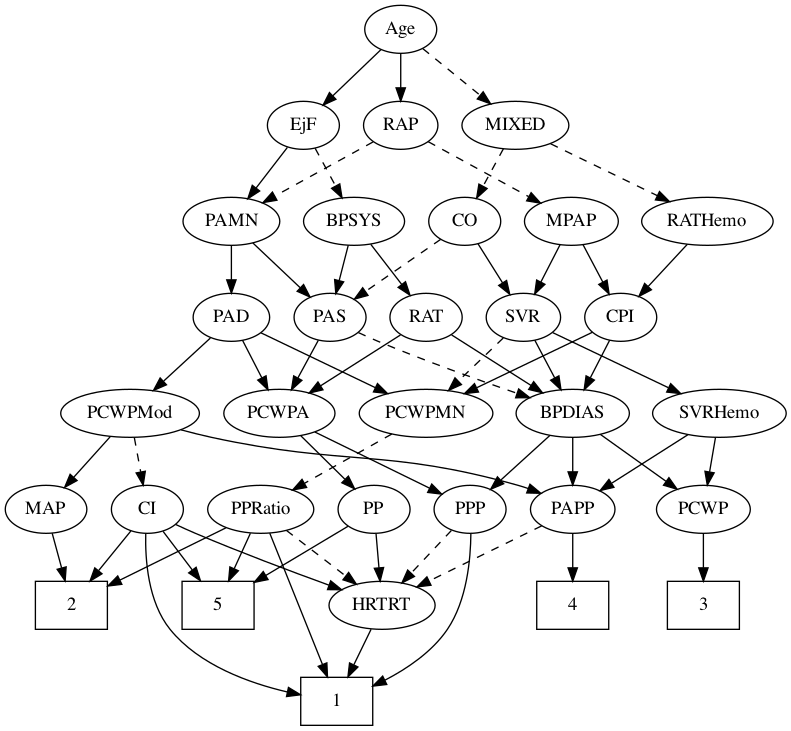 Age
EjF
RAP
MIXED
PAMN
BPSYS
CO
MPAP
RATHemo
PAD
PAS
RAT
SVR
CPI
PCWPMod
PCWPA
PCWPMN
BPDIAS
SVRHemo
MAP
CI
PPRatio
PP
PPP
PAPP
PCWP
2
5
HRTRT
4
3
1